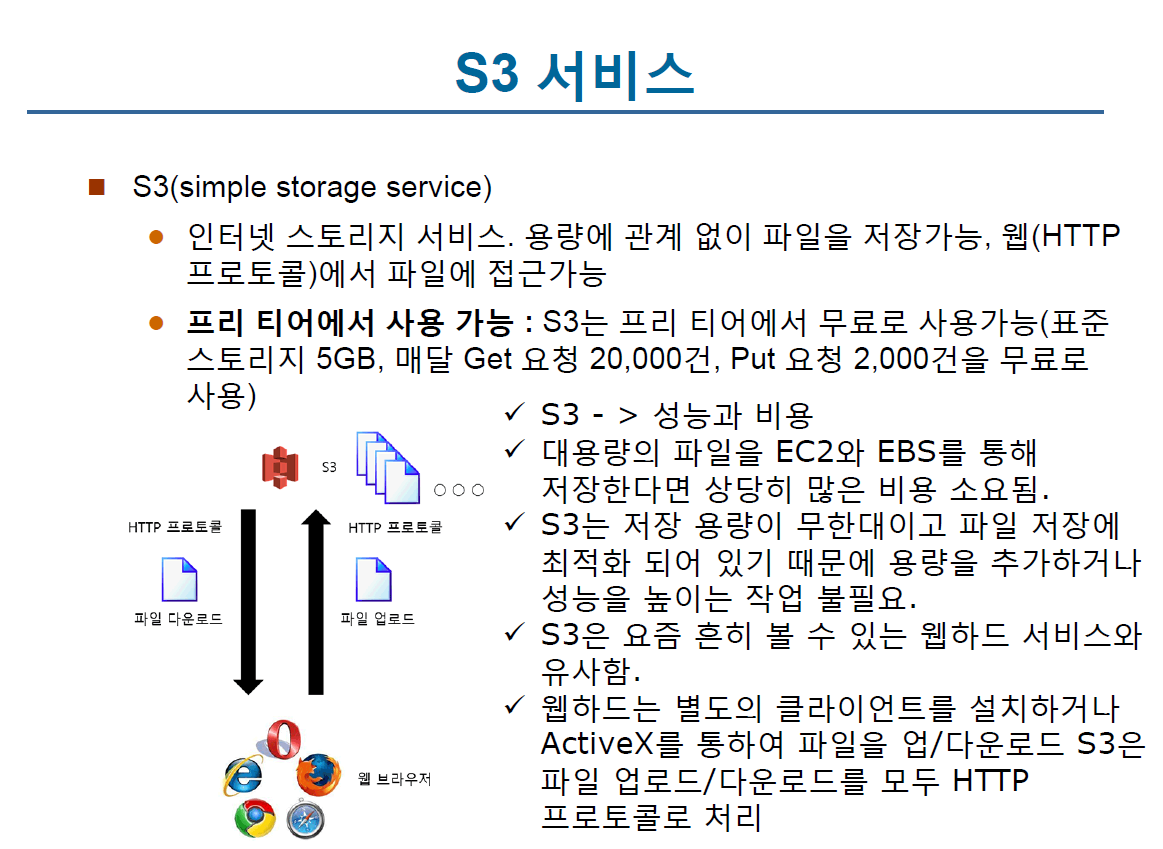 S3 서비스
S3(simple storage service)
인터넷 스토리지 서비스. 용량에 관계 없이 파일을 저장가능, 웹(HTTP
프로토콜)에서 파일에 접근가능
프리 티어에서 사용 가능 : S3는 프리 티어에서 무료로 사용가능(표준
스토리지 5GB, 매달 Get 요청 20,000건, Put 요청 2,000건을 무료로
사용)
S3
HTTP 프로토콜
HTTP 프로토콜
파일 다운로드
파일 업로드
웹 브라우저
✓ S3 - > 성능과 비용
✓ 대용량의 파일을 EC2와 EBS를 통해
저장한다면 상당히 많은 비용 소요됨.
✓ S3는 저장 용량이 무한대이고 파일 저장에
최적화 되어 있기 때문에 용량을 추가하거나
성능을 높이는 작업 불필요.
✓ S3은 요즘 흔히 볼 수 있는 웹하드 서비스와
유사함.
✓ 웹하드는 별도의 클라이언트를 설치하거나
ActiveX를 통하여 파일을 업/다운로드 S3은
파일 업로드/다운로드를 모두 HTTP
프로토콜로 처리